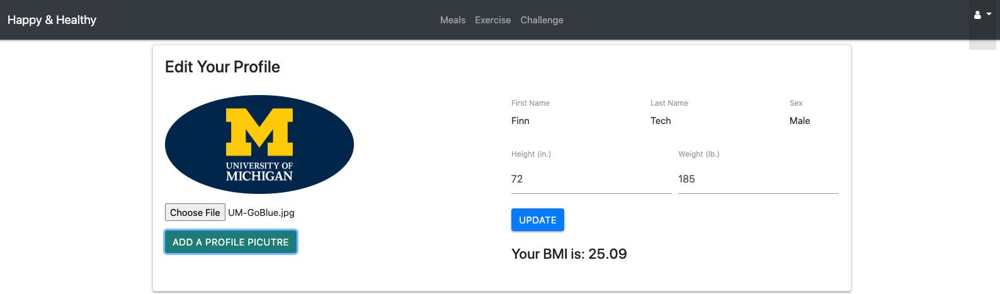 Happy & Healthy
Meals Exercise Challenge
Edit Your Profile
UNIVERSITY OF
MICHIGAN
Choose File UM-GoBlue.jpg
ADD A PROFILE PICUTRE
First Name Last Name Sex
Finn Tech Male
Height (in.) Weight (lb.)
72 185
UPDATE
Your BMI is: 25.09